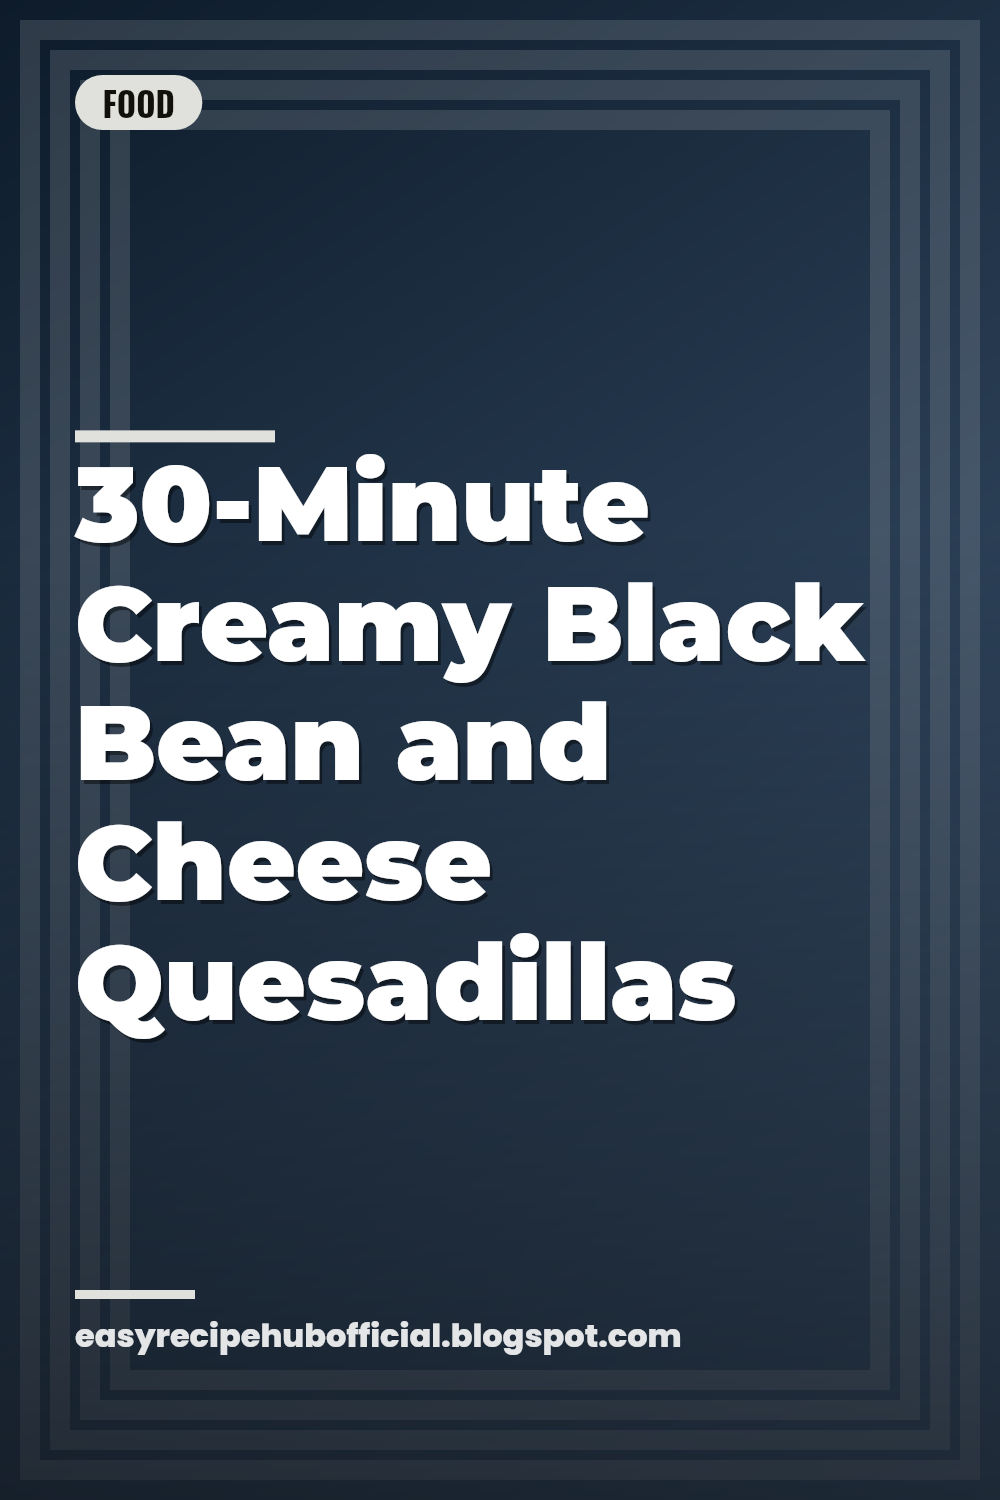 FOOD
30-Minute
Creamy Black
Bean and
Cheese
Quesadillas
easyrecipehubofficial.blogspot.com